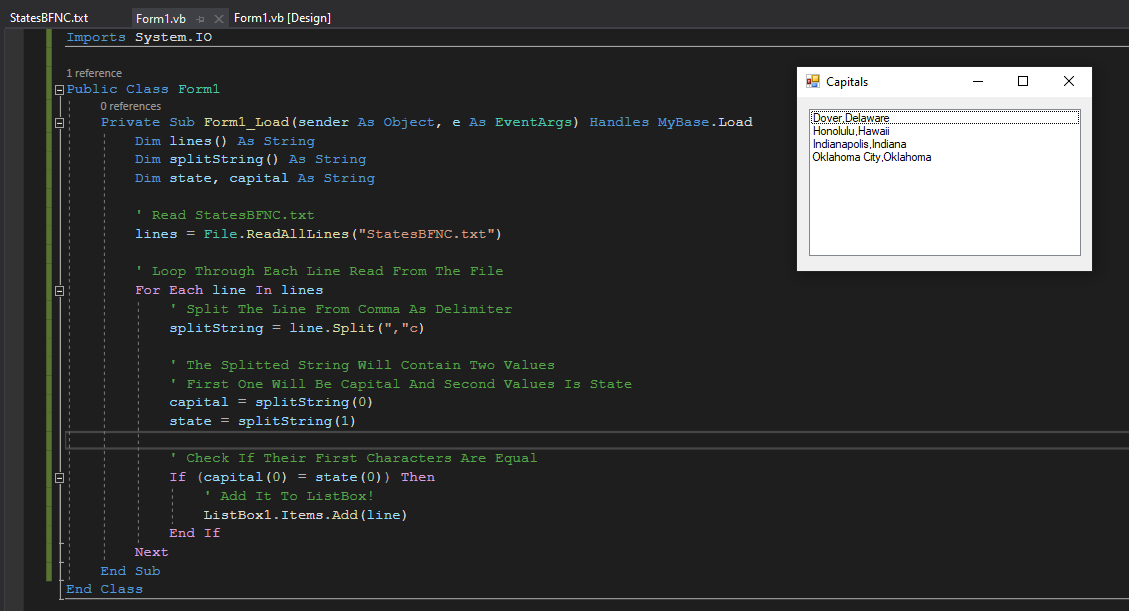 StatesBFNC.txt
Form1.vb
Form1.vb [Design]
Imports System.IO
1 reference
Public Class Form1
0 references
Private Sub Form1_Load(sender As Object, e As EventArgs) Handles MyBase.Load
Dim lines() As String
Dim splitString() As String
Dim state, capital As String
' Read StatesBFNC.txt
lines = File.ReadAllLines("StatesBFNC.txt")
' Loop Through Each Line Read From The File
For Each line In lines
' Split The Line From Comma As Delimiter
splitString = line.Split(","c)
' The Splitted String Will Contain Two Values
' First One Will Be Capital And Second Values Is State
capital = splitString(0)
state = splitString(1)
' Check If Their First Characters Are Equal
If (capital(0) = state(0)) Then
' Add It To ListBox!
ListBox1.Items.Add(line)
End If
Next
End Sub
End Class
Capitals
Dover,Delaware
Honolulu,Hawaii
Indianapolis,Indiana
Oklahoma City,Oklahoma